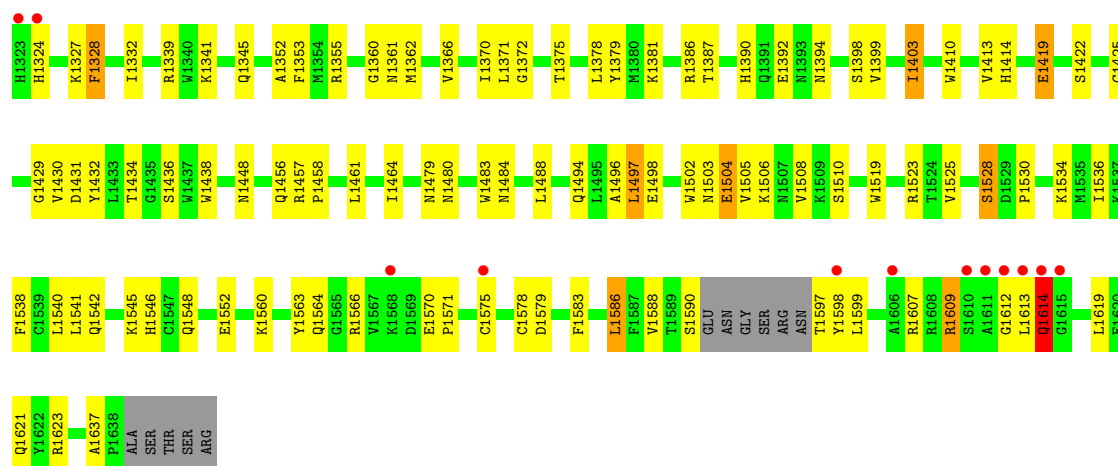 H1323 H1324 K1327 F1328 I1332 R1339 W1340 K1341 Q1345 A1352 F1353 M1354 R1355 G1360 N1361 M1362 V1366 I1370 L1371 G1372 T1375 L1378 Y1379 M1380 K1381 R1386 T1387 H1390 Q1391 E1392 N1393 N1394 S1398 V1399 I1403 W1410 V1413 H1414 E1419 S1422
G1429 V1430 D1431 Y1432 L1433 T1434 G1435 S1436 W1437 W1438 N1448 Q1456 R1457 P1458 L1461 I1464 N1479 N1480 W1483 N1484 L1488 Q1494 L1495 A1496 L1497 E1498 W1502 N1503 E1504 V1505 K1506 N1507 V1508 K1509 S1510 W1519 R1523 T1524 V1525 S1528 D1529 P1530 K1534 M1535 I1536 K1537
F1538 C1539 L1540 L1541 Q1542 K1545 H1546 C1547 Q1548 E1552 K1560 Y1563 Q1564 G1565 R1566 V1567 K1568 D1569 E1570 P1571 C1575 C1578 D1579 F1583 L1586 F1587 V1588 T1589 S1590 GLU ASN GLY SER ARG ASN T1597 Y1598 L1599 A1606 R1607 R1608 R1609 S1610 A1611 G1612 L1613 Q1614 G1615 L1619
Q1621 Y1622 R1623 A1637 P1638 ALA SER THR SER ARG